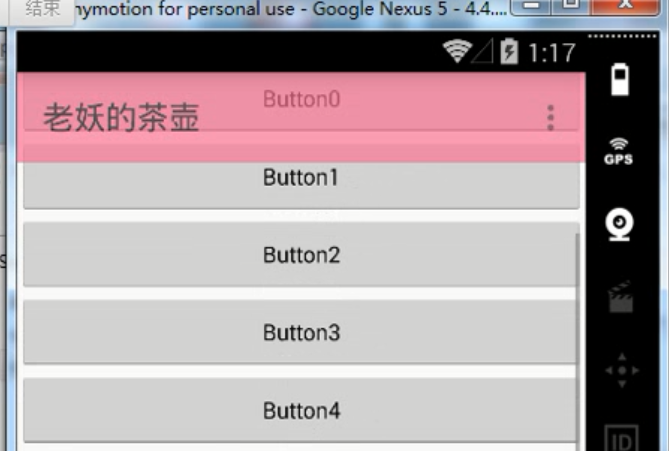 结束
nymotion for personal use - Google Nexus 5 - 4.4....
1:17
老妖的茶壶
Button0
GPS
Button1
Button2
Button3
Button4
ID